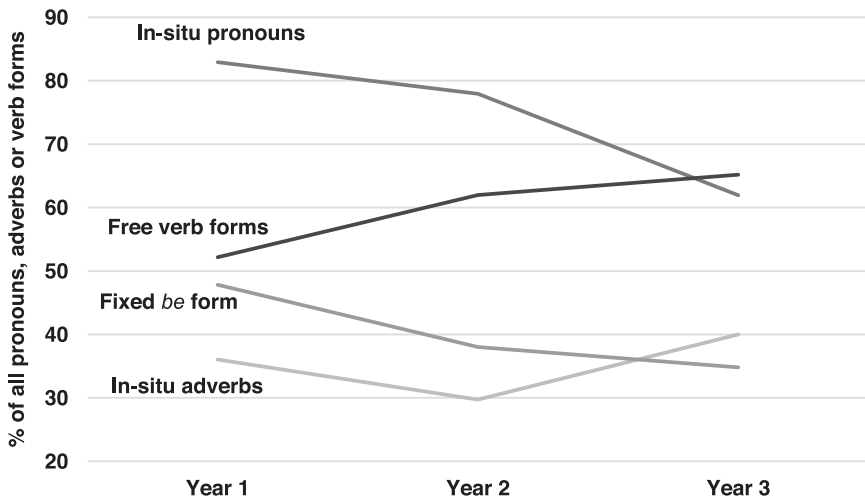 % of all pronouns, adverbs or verb forms
90
80
70
60
50
40
30
20
In-situ pronouns
Free verb forms
Fixed be form
In-situ adverbs
Year 1
Year 2
Year 3